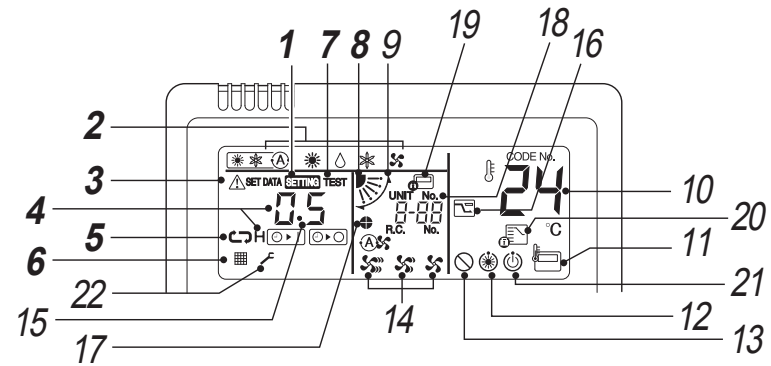 1 7 8 9 19 18 16
2
CODE No.
A
3 SET DATA SETTING TEST
UNIT No.
24 10
4 0.5 8-88
R.C. No.
20
5 H °C
A 11
6
22 21
15 17 14 13 12